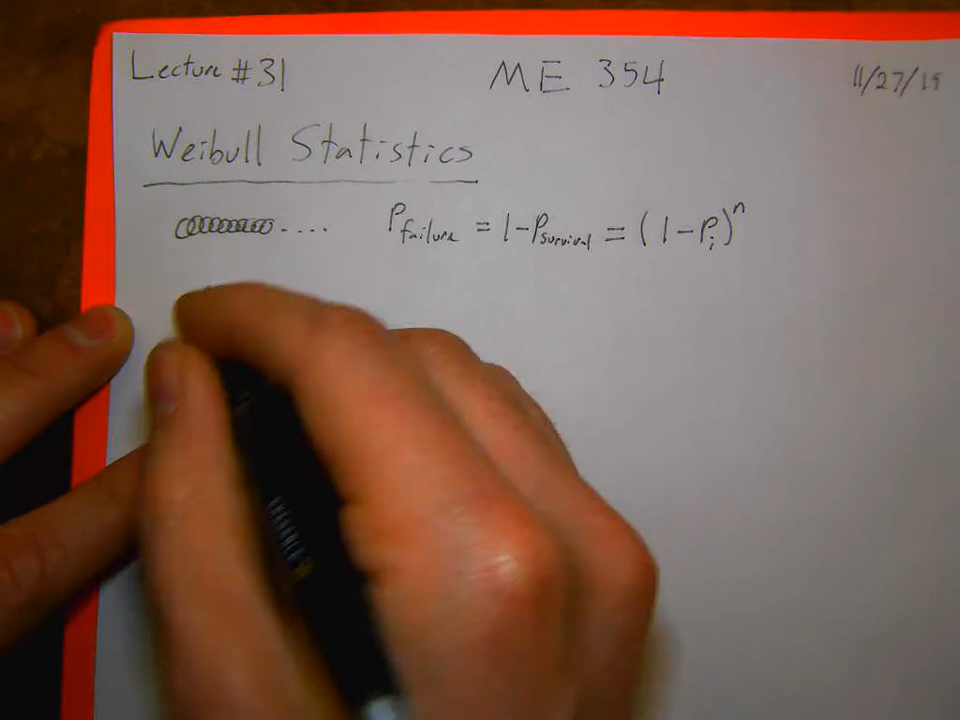 Lecture #31 ME 354 11/27/19
Weibull Statistics
.... P_failure = 1-P_survival = (1-P_i)^n